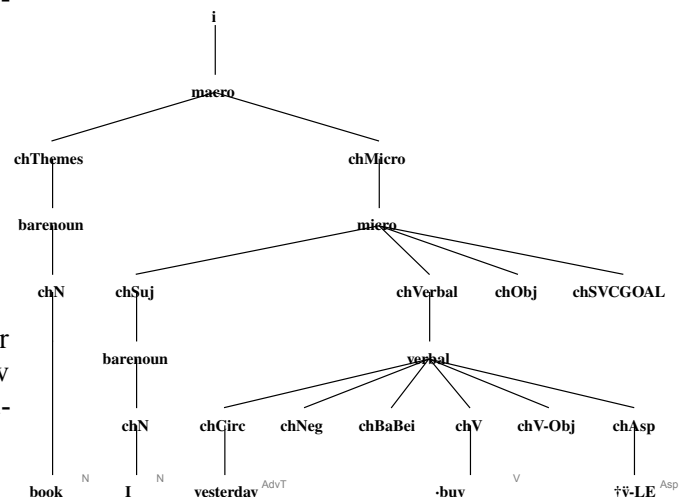 -
i
macro
chThemes chMicro
barenoun micro
chN chSuj chVerbal chObj chSVCGOAL
r
barenoun verbal
v
-
chN chCirc chNeg chBaBei chV chV-Obj chAsp
book N I N yesterday AdvT ·buy V †ÿ-LE Asp